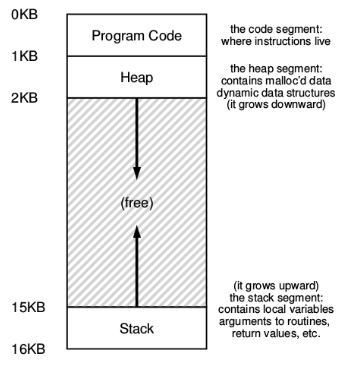 0KB
Program Code
the code segment:
where instructions live
1KB
Heap
the heap segment:
contains malloc'd data
dynamic data structures
(it grows downward)
2KB
(free)
(it grows upward)
the stack segment:
contains local variables
arguments to routines,
return values, etc.
15KB
Stack
16KB